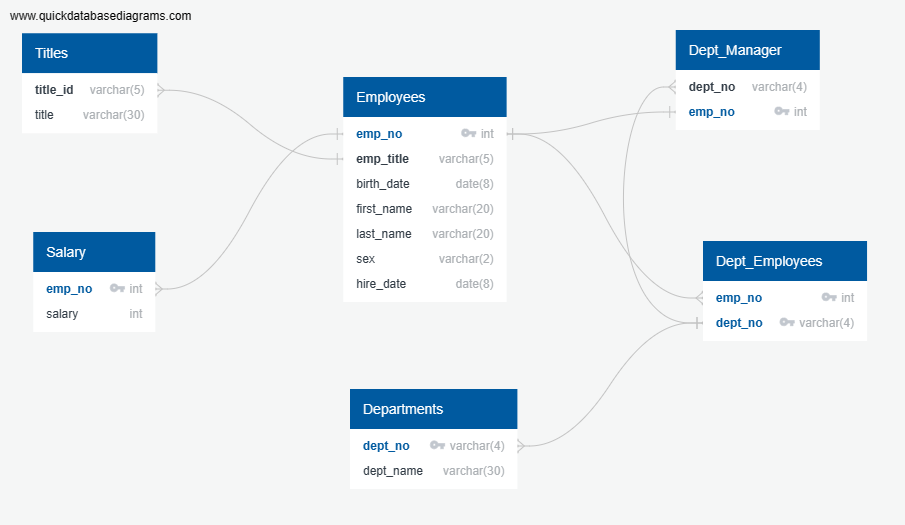 www.quickdatabasediagrams.com
Titles
title_id varchar(5)
title varchar(30)
Salary
emp_no int
salary int
Employees
emp_no int
emp_title varchar(5)
birth_date date(8)
first_name varchar(20)
last_name varchar(20)
sex varchar(2)
hire_date date(8)
Departments
dept_no varchar(4)
dept_name varchar(30)
Dept_Manager
dept_no varchar(4)
emp_no int
Dept_Employees
emp_no int
dept_no varchar(4)